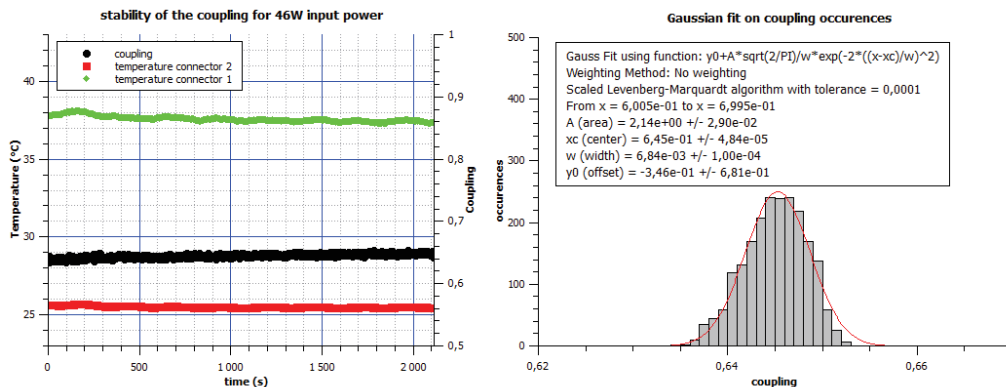 stability of the coupling for 46W input power
coupling
temperature connector 2
temperature connector 1
Temperature (°C)
40
35
30
25
1
0,9
0,8
0,7
0,6
0,5
Coupling
0
500
1 000
1 500
2 000
time (s)
Gaussian fit on coupling occurences
Gauss Fit using function: y0+A*sqrt(2/PI)/w*exp(-2*((x-xc)/w)^2)
Weighting Method: No weighting
Scaled Levenberg-Marquardt algorithm with tolerance = 0,0001
From x = 6,005e-01 to x = 6,995e-01
A (area) = 2,14e+00 +/- 2,90e-02
xc (center) = 6,45e-01 +/- 4,84e-05
w (width) = 6,84e-03 +/- 1,00e-04
y0 (offset) = -3,46e-01 +/- 6,81e-01
occurences
500
400
300
200
100
0
0,62
0,64
0,66
coupling